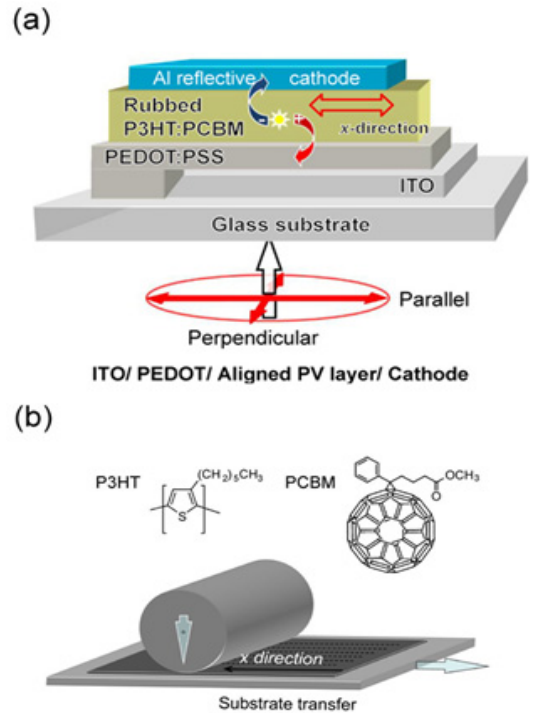 (a)
Al reflective cathode
Rubbed
P3HT:PCBM
x-direction
PEDOT:PSS
ITO
Glass substrate
Parallel
Perpendicular
ITO/ PEDOT/ Aligned PV layer/ Cathode
(b)
P3HT
(CH2)5CH3
S
PCBM
OCH3
O
x direction
Substrate transfer